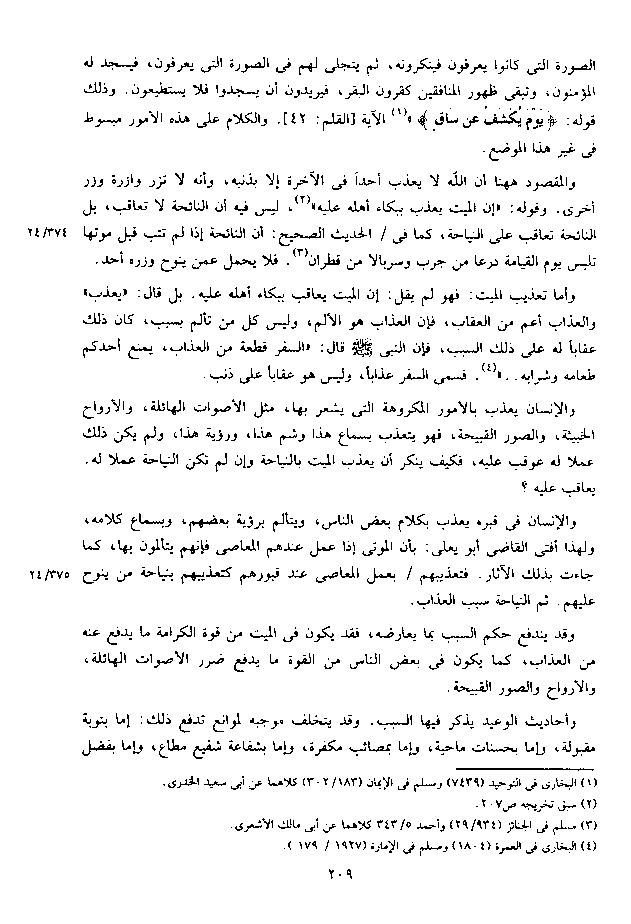 الصورة التى كانوا يعرفون فينكرونه، ثم يتجلى لهم فى الصورة التى يعرفون، فيسجد له
المؤمنون، وتبقى ظهور المنافقين كقرون البقر، فيريدون أن يسجدوا فلا يستطيعون. وذلك
قوله: ﴿ يَوْمَ يُكْشَفُ عَن سَاقٍ ﴾ »(١) الآية [القلم: ٤٢]. والكلام على هذه الأمور مبسوط
فى غير هذا الموضع.
والمقصود ههنا أن الله لا يعذب أحداً فى الآخرة إلا بذنبه، وأنه لا تزر وازرة وزر
أخرى. وقوله: «إن الميت يعذب ببكاء أهله عليه»(٢)، ليس فيه أن النائحة لا تعاقب، بل
النائحة تعاقب على النياحة، كما فى / الحديث الصحيح: أن النائحة إذا لم تتب قبل موتها ٢٤/٣٧٤
تلبس يوم القيامة درعا من جرب وسربالا من قطران(٣). فلا يحمل عمن ينوح وزره أحد.
وأما تعذيب الميت: فهو لم يقل: إن الميت يعاقب ببكاء أهله عليه. بل قال: «يعذب»
والعذاب أعم من العقاب، فإن العذاب هو الألم، وليس كل من تألم بسبب، كان ذلك
عقاباً له على ذلك السبب، فإن النبى ﷺ قال: «السفر قطعة من العذاب، يمنع أحدكم
طعامه وشرابه..»(٤). فسمى السفر عذاباً، وليس هو عقاباً على ذنب.
والإنسان يعذب بالأمور المكروهة التى يشعر بها، مثل الأصوات الهائلة، والأرواح
الخبيثة، والصور القبيحة، فهو يتعذب بسماع هذا وشم هذا، ورؤية هذا، ولم يكن ذلك
عملا له عوقب عليه، فكيف ينكر أن يعذب الميت بالنياحة وإن لم تكن النياحة عملا له.
يعاقب عليه ؟
والإنسان فى قبره يعذب بكلام بعض الناس، ويتألم برؤية بعضهم، وبسماع كلامه،
ولهذا أفتى القاضى أبو يعلى: بأن الموتى إذا عمل عندهم المعاصى فإنهم يتألمون بها، كما
جاءت بذلك الآثار. فتعذيبهم / بعمل المعاصى عند قبورهم كتعذيبهم بنياحة من ينوح ٢٤/٣٧٥
عليهم. ثم النياحة سبب العذاب.
وقد يندفع حكم السبب بما يعارضه، فقد يكون فى الميت من قوة الكرامة ما يدفع عنه
من العذاب، كما يكون فى بعض الناس من القوة ما يدفع ضرر الأصوات الهائلة،
والأرواح والصور القبيحة.
وأحاديث الوعيد يذكر فيها السبب. وقد يتخلف موجبه لموانع تدفع ذلك: إما بتوبة
مقبولة، وإما بحسنات ماحية، وإما بمصائب مكفرة، وإما بشفاعة شفيع مطاع، وإما بفضل
(١) البخارى فى التوحيد (٧٤٣٩) ومسلم فى الإيمان (٣٠٢/١٨٣) كلاهما عن أبى سعيد الخدرى.
(٢) سبق تخريجه ص٢٠٧.
(٣) مسلم فى الجنائز (٢٩/٩٣٤) وأحمد ٣٤٣/٥ كلاهما عن أبى مالك الأشعرى.
(٤) البخارى فى العمرة (١٨٠٤) ومسلم فى الإمارة (١٩٢٧ / ١٧٩ ).
٢٠٩